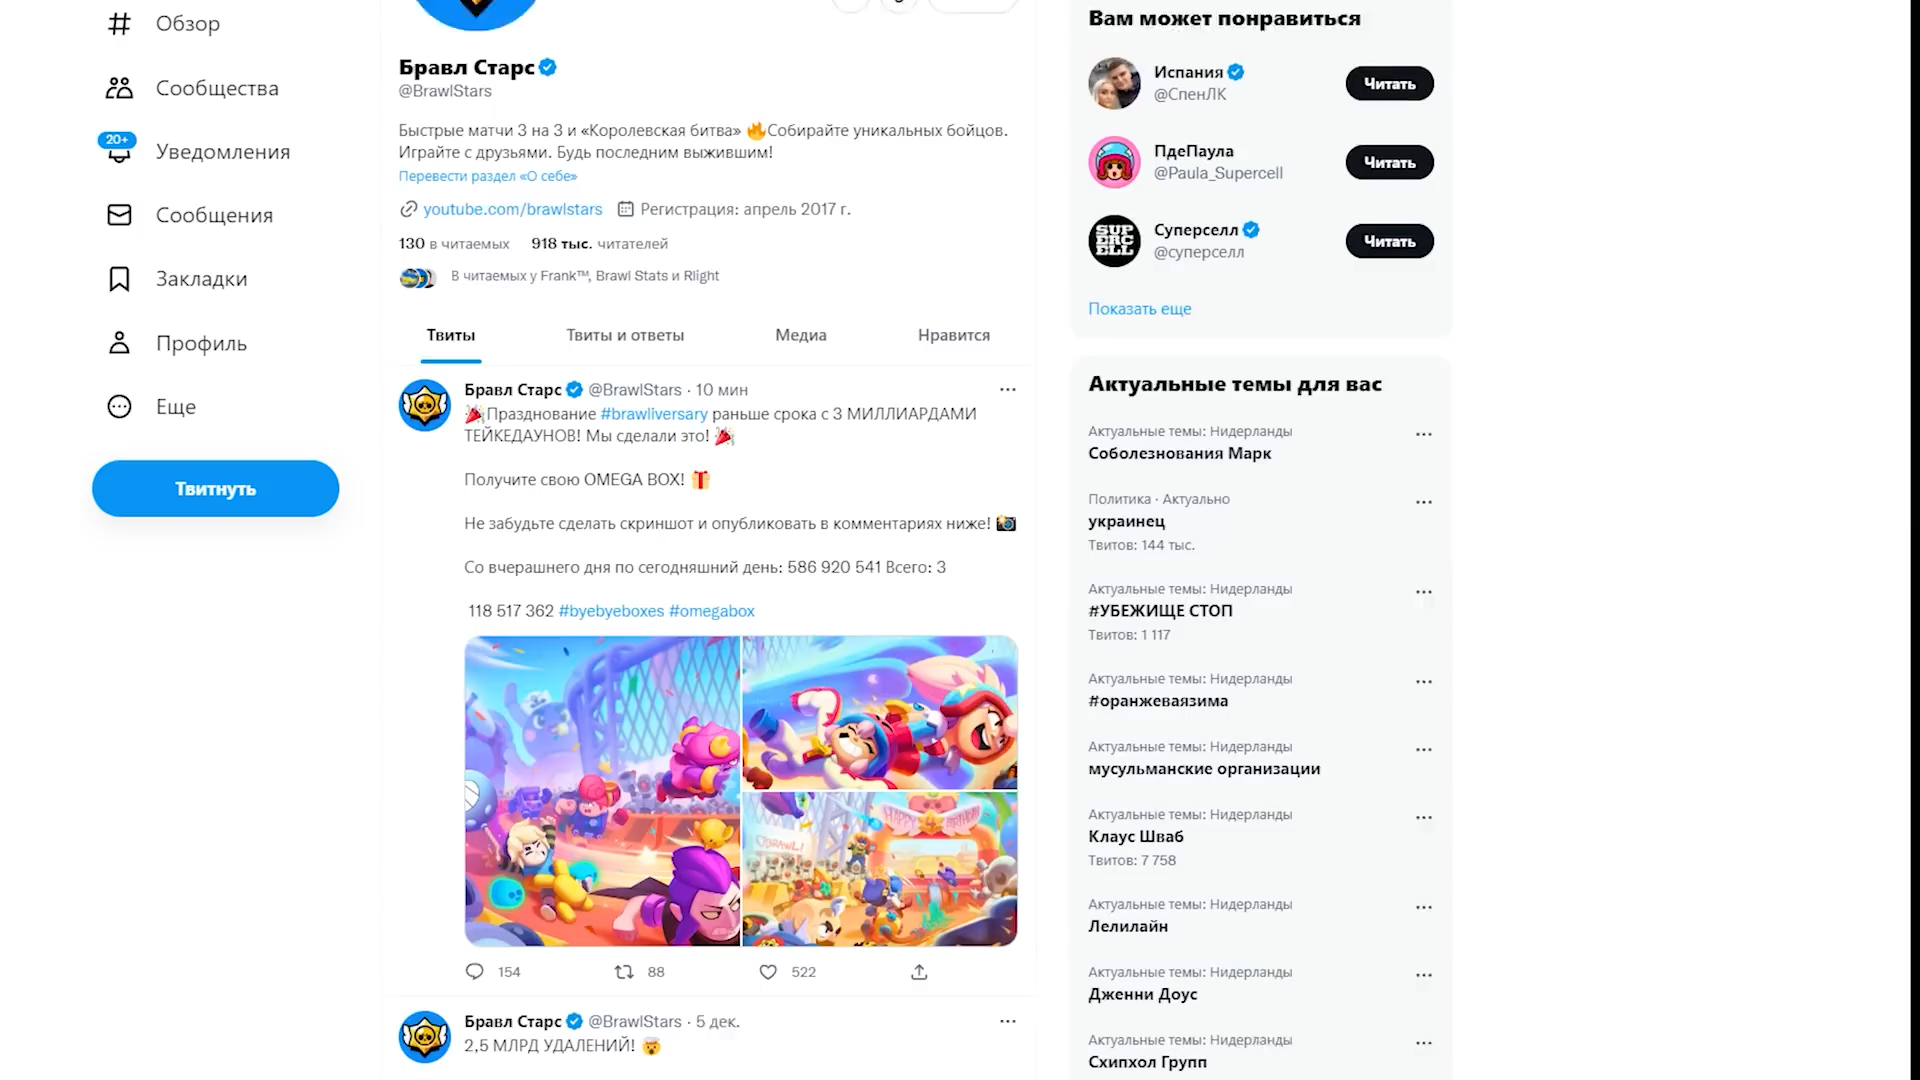 Обзор
Сообщества
20+
Уведомления
Сообщения
Закладки
Профиль
Еще
Твитнуть
Бравл Старс
@BrawlStars
Быстрые матчи 3 на 3 и «Королевская битва» 🔥Собирайте уникальных бойцов.
Играйте с друзьями. Будь последним выжившим!
Перевести раздел «О себе»
youtube.com/brawlstars Регистрация: апрель 2017 г.
130 в читаемых 918 тыс. читателей
В читаемых у Frank™, Brawl Stats и Rlight
Твиты Твиты и ответы Медиа Нравится
Бравл Старс @BrawlStars · 10 мин
🎉Празднование #brawliversary раньше срока с 3 МИЛЛИАРДАМИ
ТЕЙКЕДАУНОВ! Мы сделали это! 🎉
Получите свою OMEGA BOX! 🎁
Не забудьте сделать скриншот и опубликовать в комментариях ниже! 📸
Со вчерашнего дня по сегодняшний день: 586 920 541 Всего: 3
118 517 362 #byebyeboxes #omegabox
HAPPY 4 BIRTHDAY
154 88 522
Бравл Старс @BrawlStars · 5 дек.
2,5 МЛРД УДАЛЕНИЙ! 🤯
Вам может понравиться
Испания
@СпенЛК
Читать
ПдеПаула
@Paula_Supercell
Читать
SUPERCELL
Суперселл
@суперселл
Читать
Показать еще
Актуальные темы для вас
Актуальные темы: Нидерланды
Соболезнования Марк
Политика · Актуально
украинец
Твитов: 144 тыс.
Актуальные темы: Нидерланды
#УБЕЖИЩЕ СТОП
Твитов: 1 117
Актуальные темы: Нидерланды
#оранжеваязима
Актуальные темы: Нидерланды
мусульманские организации
Актуальные темы: Нидерланды
Клаус Шваб
Твитов: 7 758
Актуальные темы: Нидерланды
Лелилайн
Актуальные темы: Нидерланды
Дженни Доус
Актуальные темы: Нидерланды
Схипхол Групп